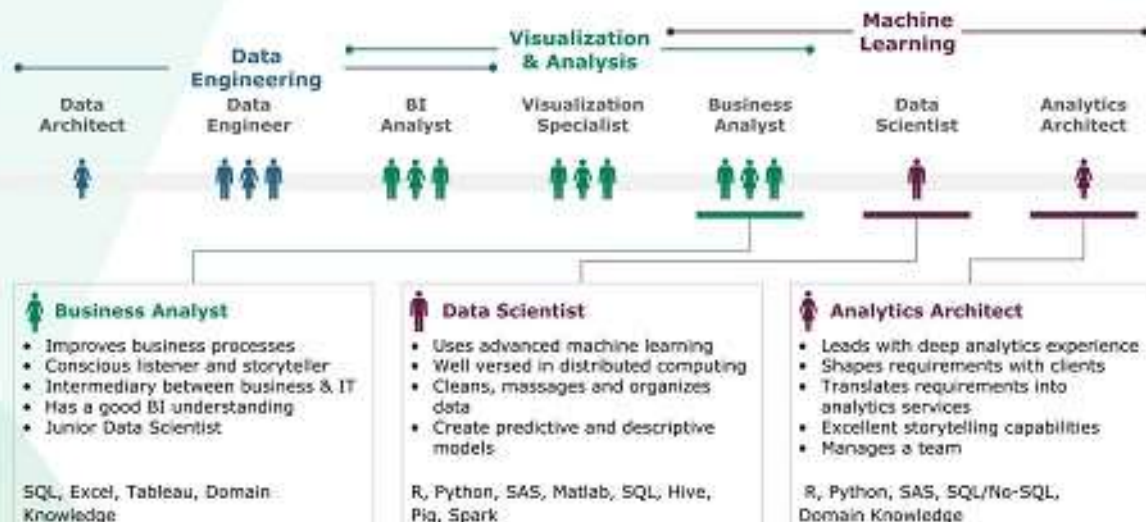 Machine
Learning
Visualization
& Analysis
Data
Engineering
Data
Architect
Data
Engineer
BI
Analyst
Visualization
Specialist
Business
Analyst
Data
Scientist
Analytics
Architect
Business Analyst
• Improves business processes
• Conscious listener and storyteller
• Intermediary between business & IT
• Has a good BI understanding
• Junior Data Scientist
SQL, Excel, Tableau, Domain
Knowledge
Data Scientist
• Uses advanced machine learning
• Well versed in distributed computing
• Cleans, massages and organizes
data
• Create predictive and descriptive
models
R, Python, SAS, Matlab, SQL, Hive,
Pig, Spark
Analytics Architect
• Leads with deep analytics experience
• Shapes requirements with clients
• Translates requirements into
analytics services
• Excellent storytelling capabilities
• Manages a team
R, Python, SAS, SQL/No-SQL,
Domain Knowledge